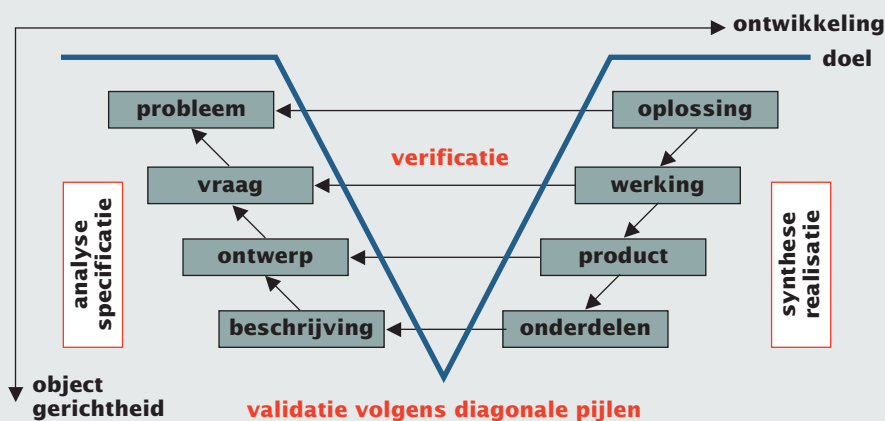 ontwikkeling
doel
probleem
oplossing
verificatie
vraag
werking
analyse
specificatie
synthese
realisatie
ontwerp
product
beschrijving
onderdelen
object
gerichtheid
validatie volgens diagonale pijlen